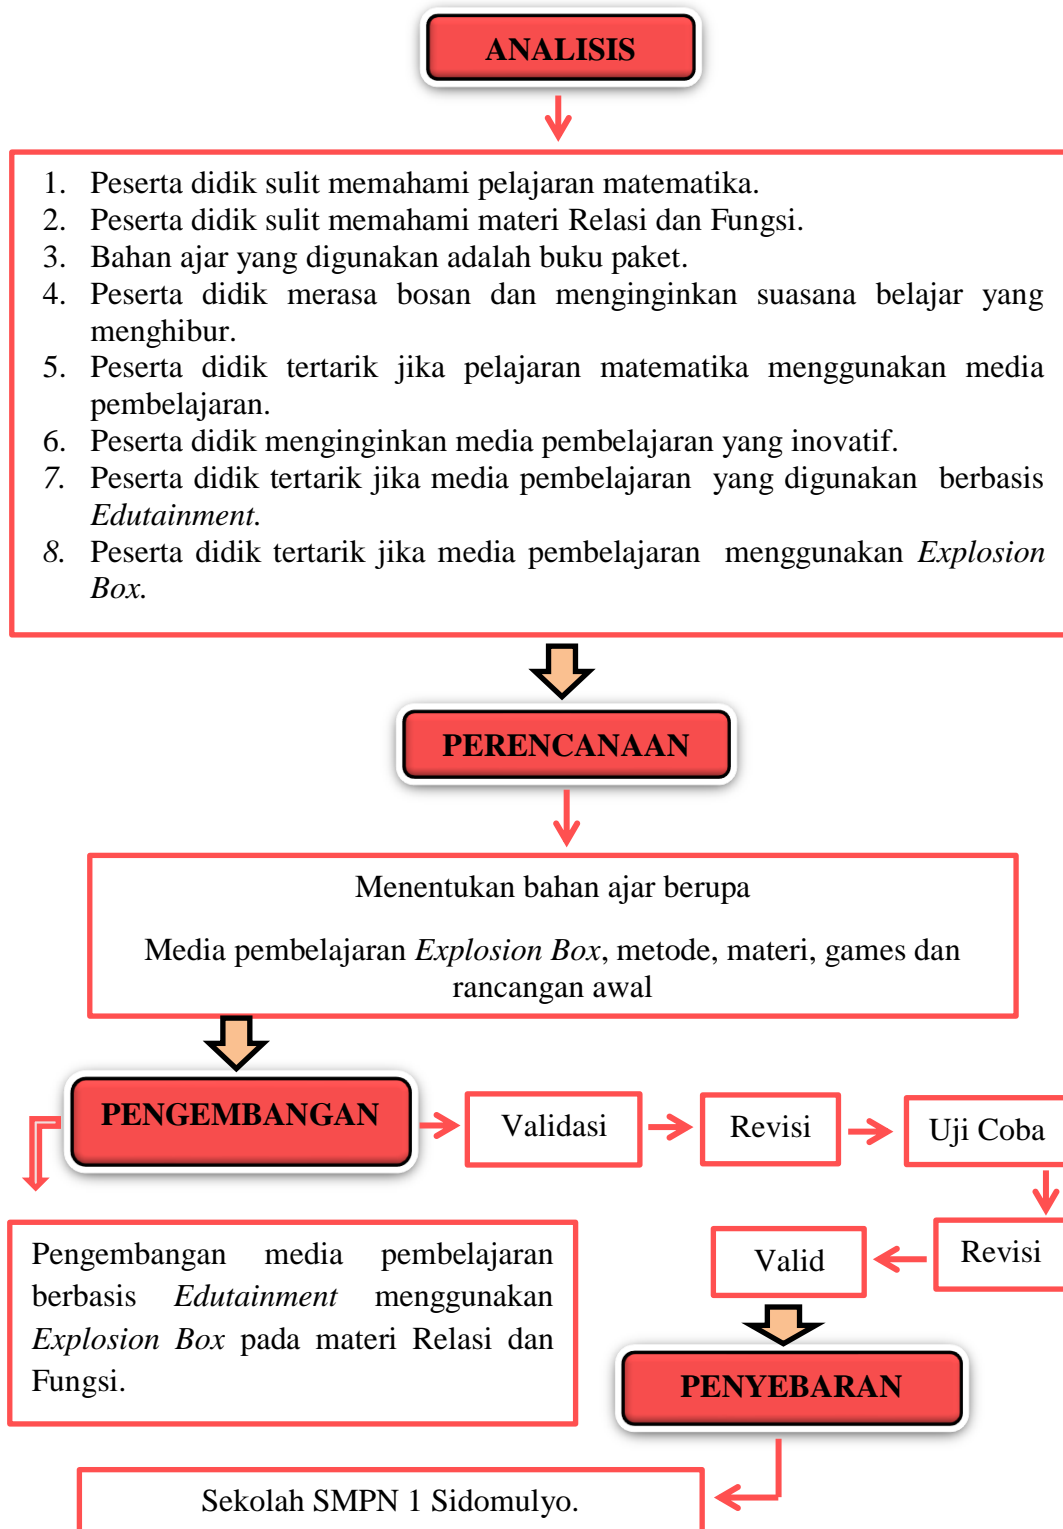 ANALISIS
1. Peserta didik sulit memahami pelajaran matematika.
2. Peserta didik sulit memahami materi Relasi dan Fungsi.
3. Bahan ajar yang digunakan adalah buku paket.
4. Peserta didik merasa bosan dan menginginkan suasana belajar yang
menghibur.
5. Peserta didik tertarik jika pelajaran matematika menggunakan media
pembelajaran.
6. Peserta didik menginginkan media pembelajaran yang inovatif.
7. Peserta didik tertarik jika media pembelajaran yang digunakan berbasis
Edutainment.
8. Peserta didik tertarik jika media pembelajaran menggunakan Explosion
Box.
PERENCANAAN
Menentukan bahan ajar berupa
Media pembelajaran Explosion Box, metode, materi, games dan
rancangan awal
PENGEMBANGAN
Validasi
Revisi
Uji Coba
Revisi
Valid
Pengembangan media pembelajaran
berbasis Edutainment menggunakan
Explosion Box pada materi Relasi dan
Fungsi.
PENYEBARAN
Sekolah SMPN 1 Sidomulyo.